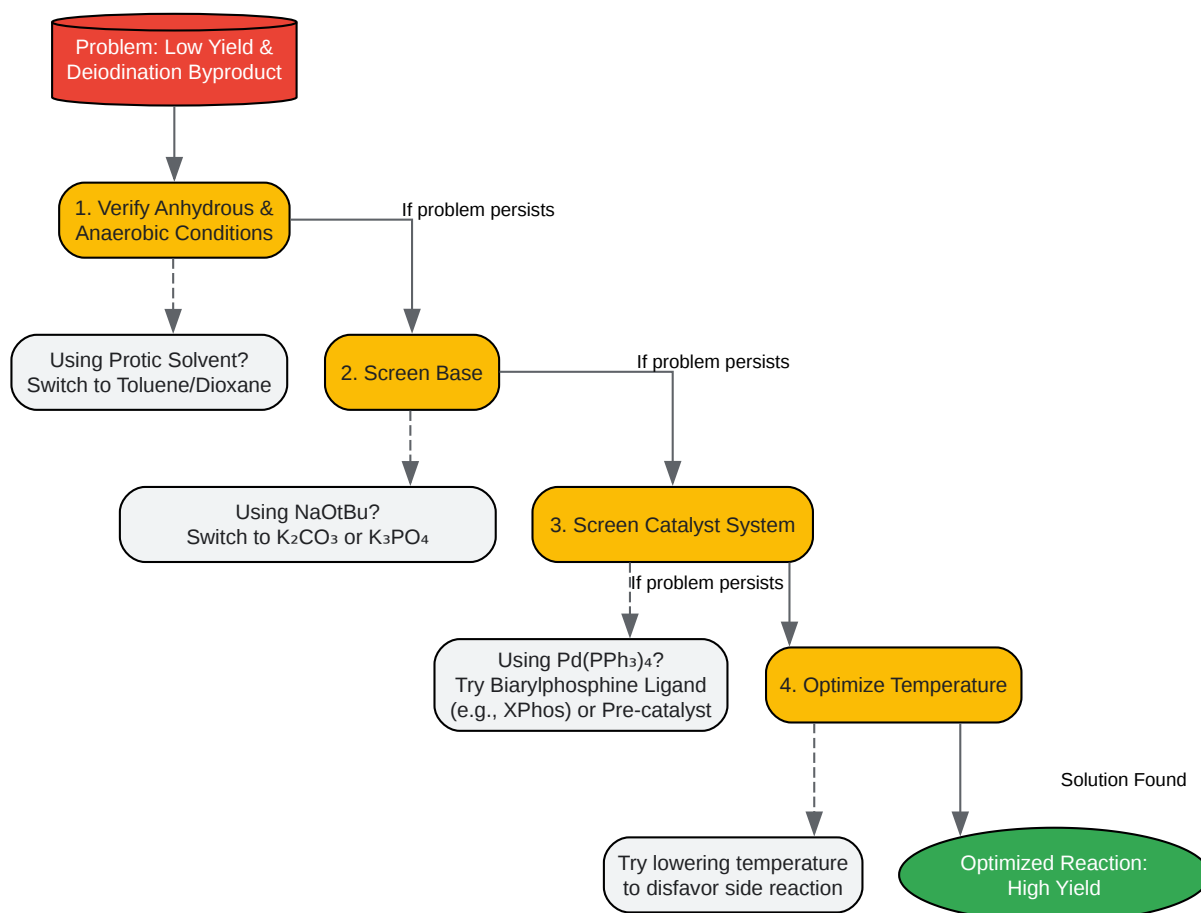 Problem: Low Yield &
Deiodination Byproduct
1. Verify Anhydrous &
Anaerobic Conditions
If problem persists
Using Protic Solvent?
Switch to Toluene/Dioxane
2. Screen Base
If problem persists
Using NaOtBu?
Switch to K₂CO₃ or K₃PO₄
3. Screen Catalyst System
If problem persists
Using Pd(PPh₃)₄?
Try Biarylphosphine Ligand
(e.g., XPhos) or Pre-catalyst
4. Optimize Temperature
Solution Found
Try lowering temperature
to disfavor side reaction
Optimized Reaction:
High Yield